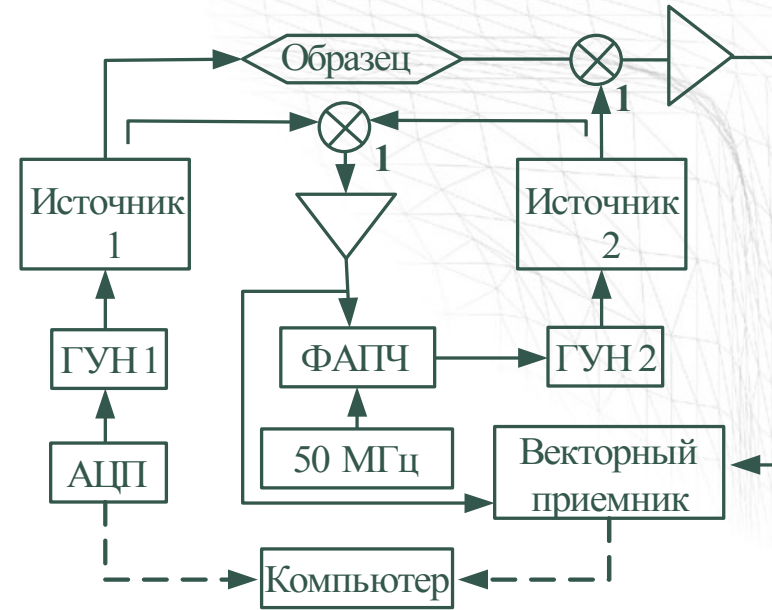 Образец
1
1
Источник
1
Источник
2
ГУН 1
ФАПЧ
ГУН 2
АЦП
50 МГц
Векторный
приемник
Компьютер